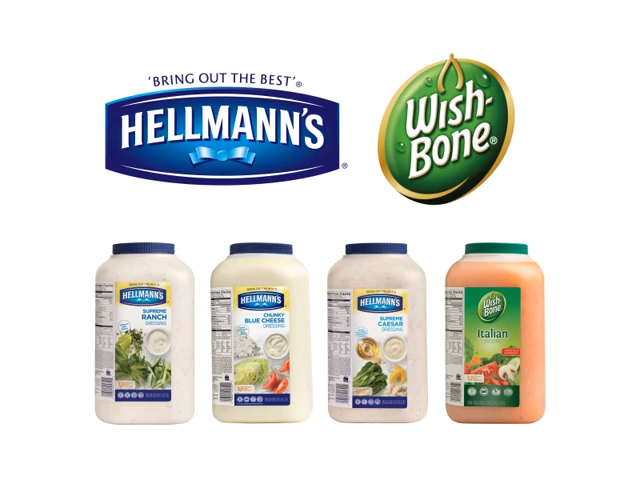 'BRING OUT THE BEST'®
HELLMANN'S®
Wish-
Bone®
HELLMANN'S
SUPREME
RANCH
DRESSING
HELLMANN'S
CHUNKY
BLUE CHEESE
DRESSING
HELLMANN'S
SUPREME
CAESAR
DRESSING
Wish-
Bone
Italian